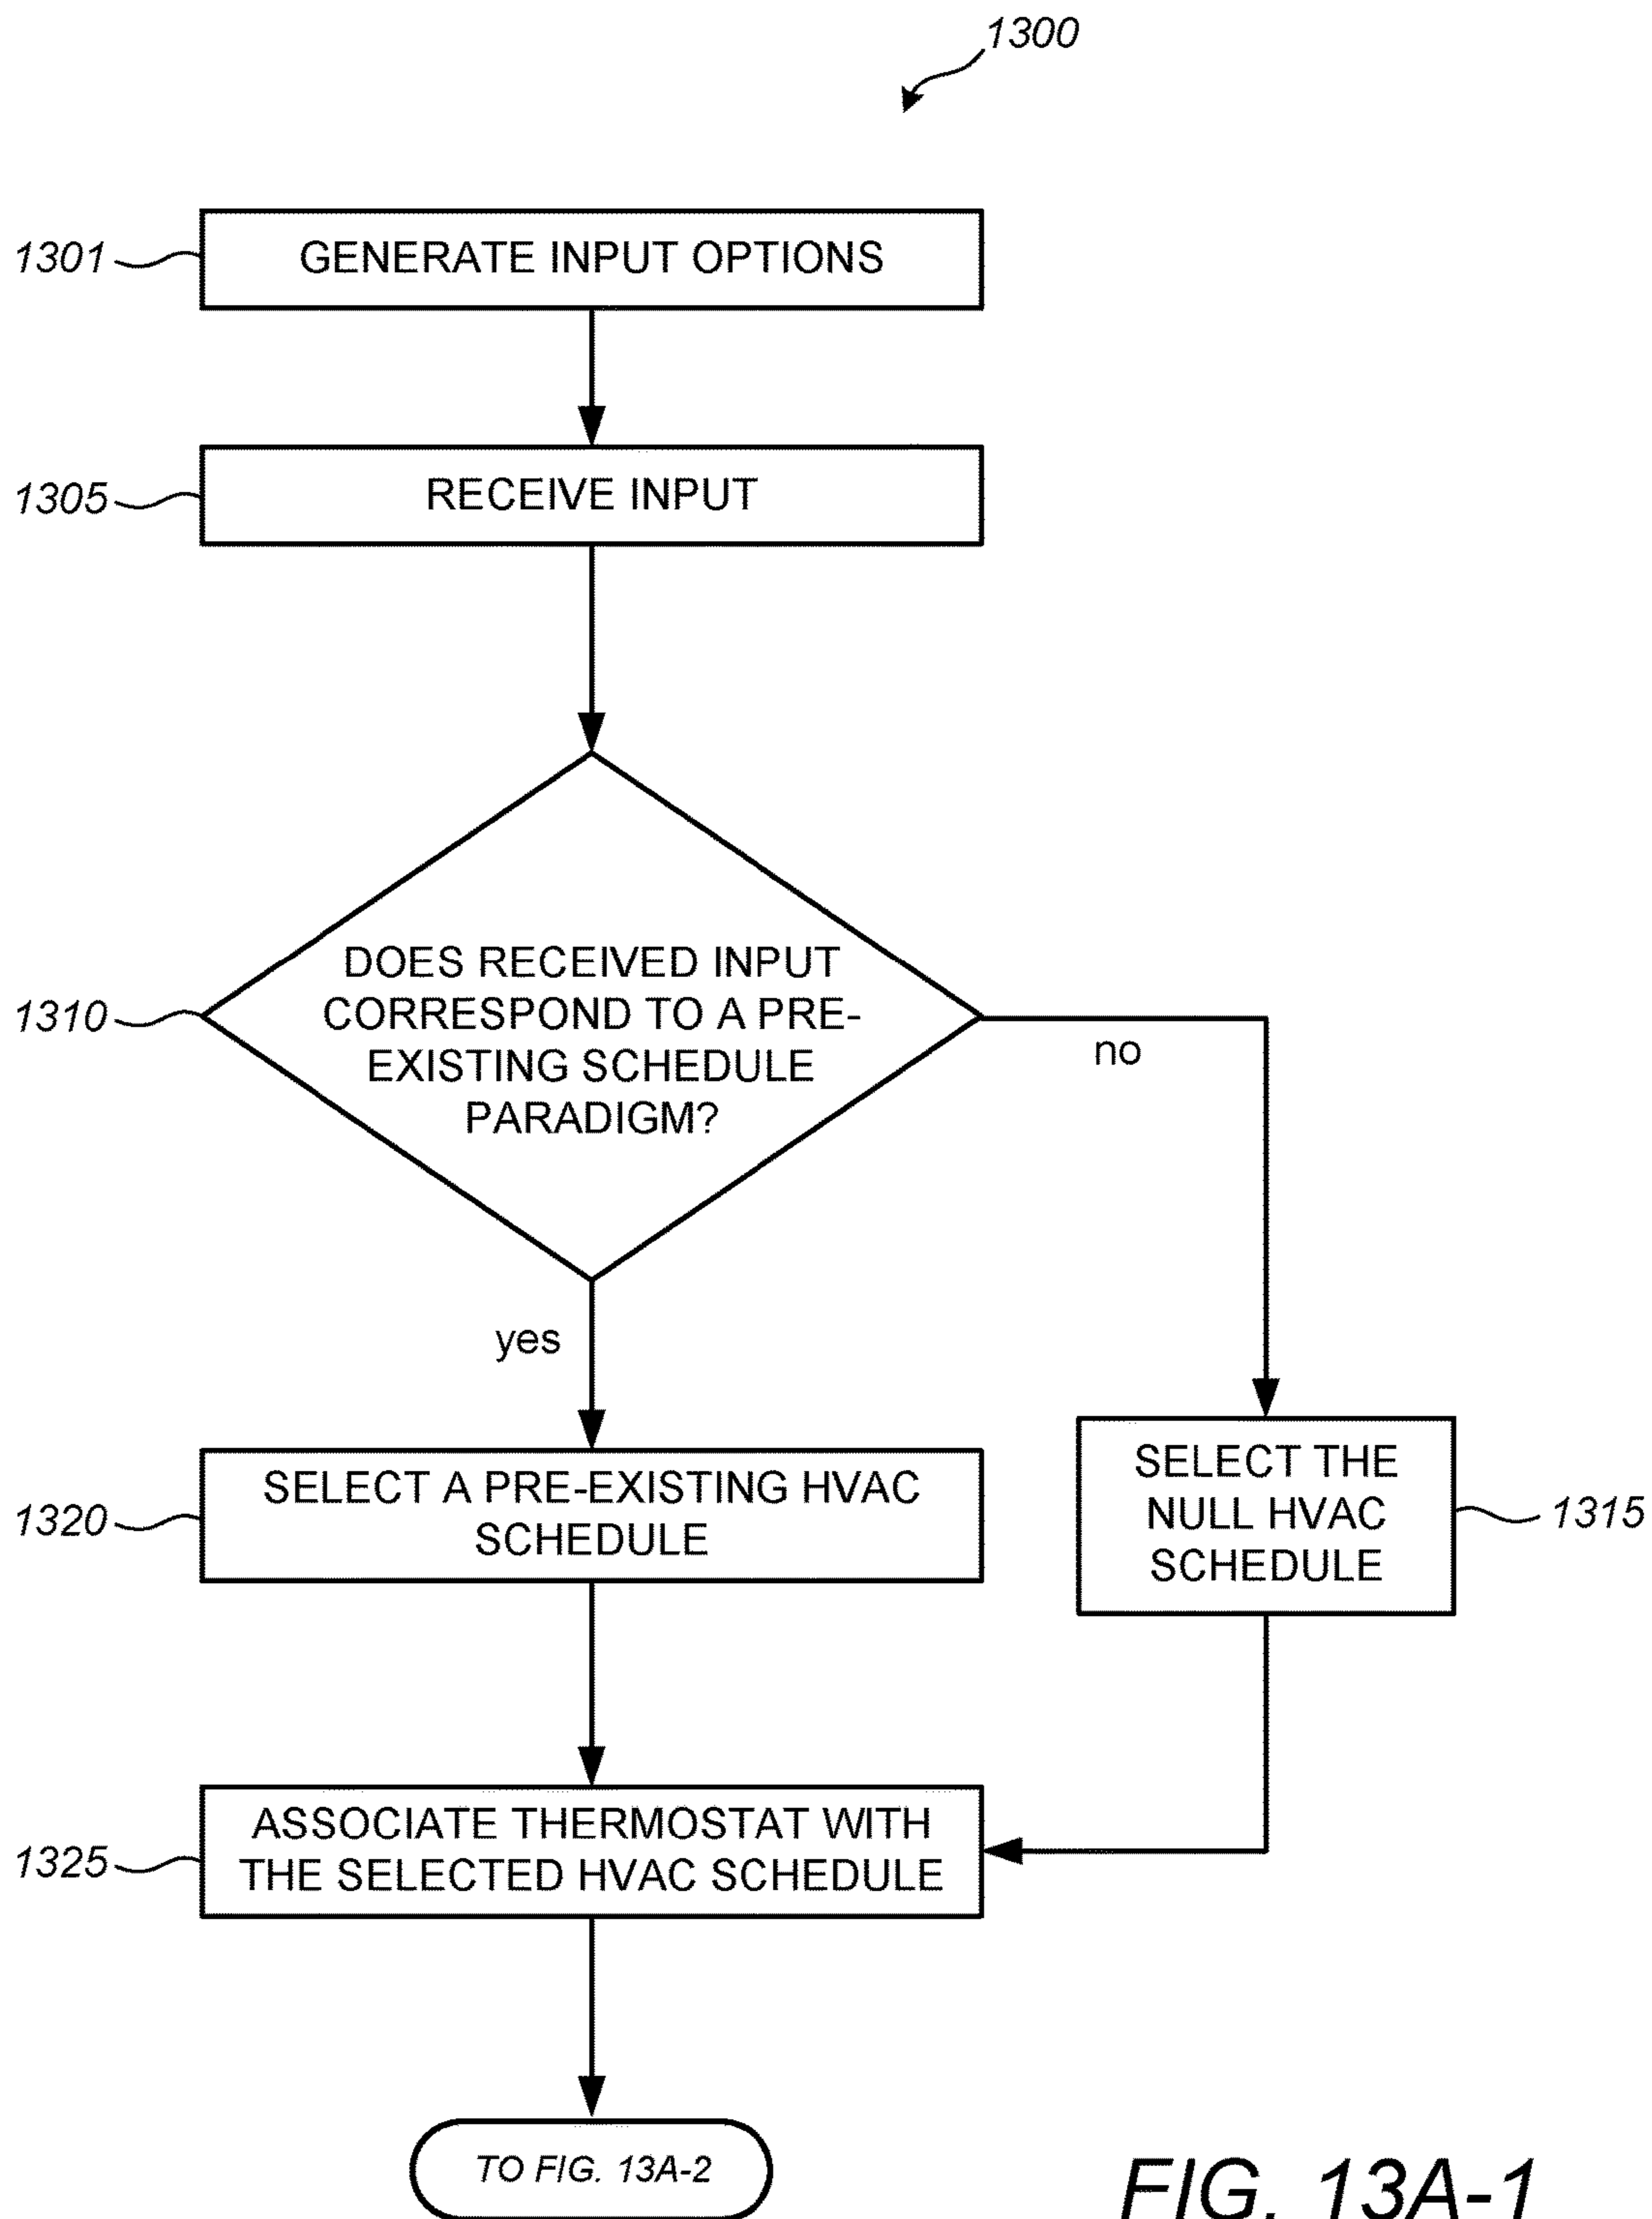 1300
1301
GENERATE INPUT OPTIONS
1305
RECEIVE INPUT
1310
DOES RECEIVED INPUT
CORRESPOND TO A PRE-
EXISTING SCHEDULE
PARADIGM?
no
yes
1320
SELECT A PRE-EXISTING HVAC
SCHEDULE
SELECT THE
NULL HVAC
SCHEDULE
1315
1325
ASSOCIATE THERMOSTAT WITH
THE SELECTED HVAC SCHEDULE
TO FIG. 13A-2
FIG. 13A-1